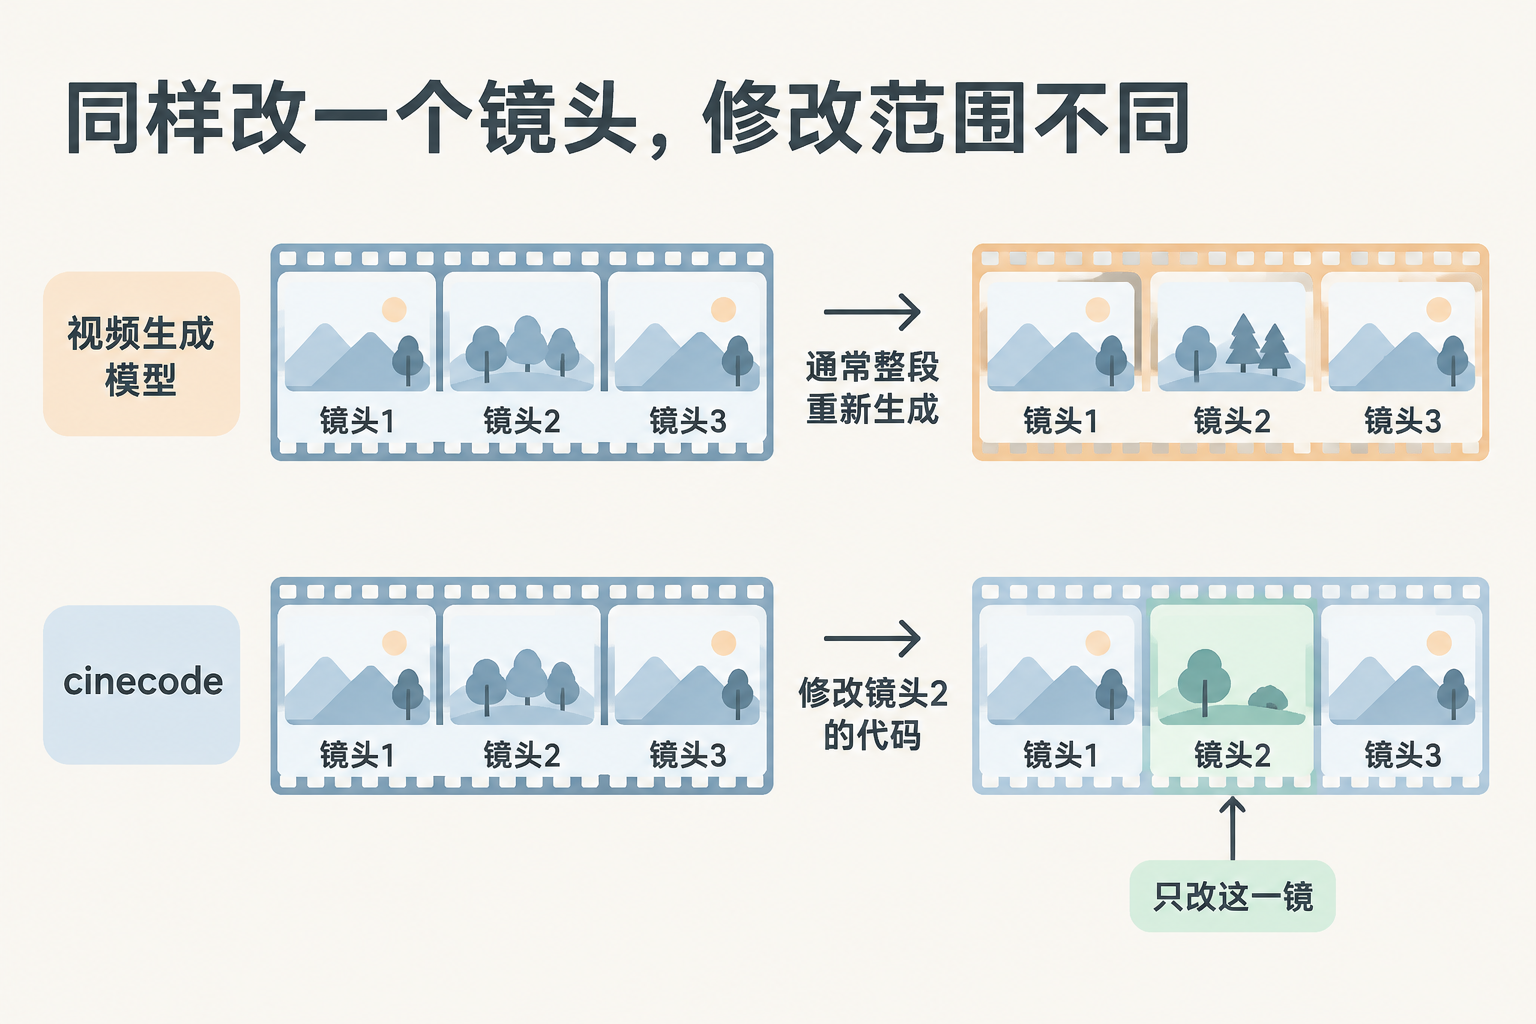 同样改一个镜头，修改范围不同
视频生成
模型
镜头1
镜头2
镜头3
通常整段
重新生成
镜头1
镜头2
镜头3
cinecode
镜头1
镜头2
镜头3
修改镜头2
的代码
镜头1
镜头2
镜头3
只改这一镜